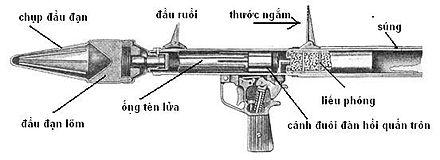 chụp đầu đạn
đầu ruồi
thước ngắm
súng
đầu đạn lõm
ống tên lửa
liều phóng
cánh đuôi đàn hồi quấn tròn